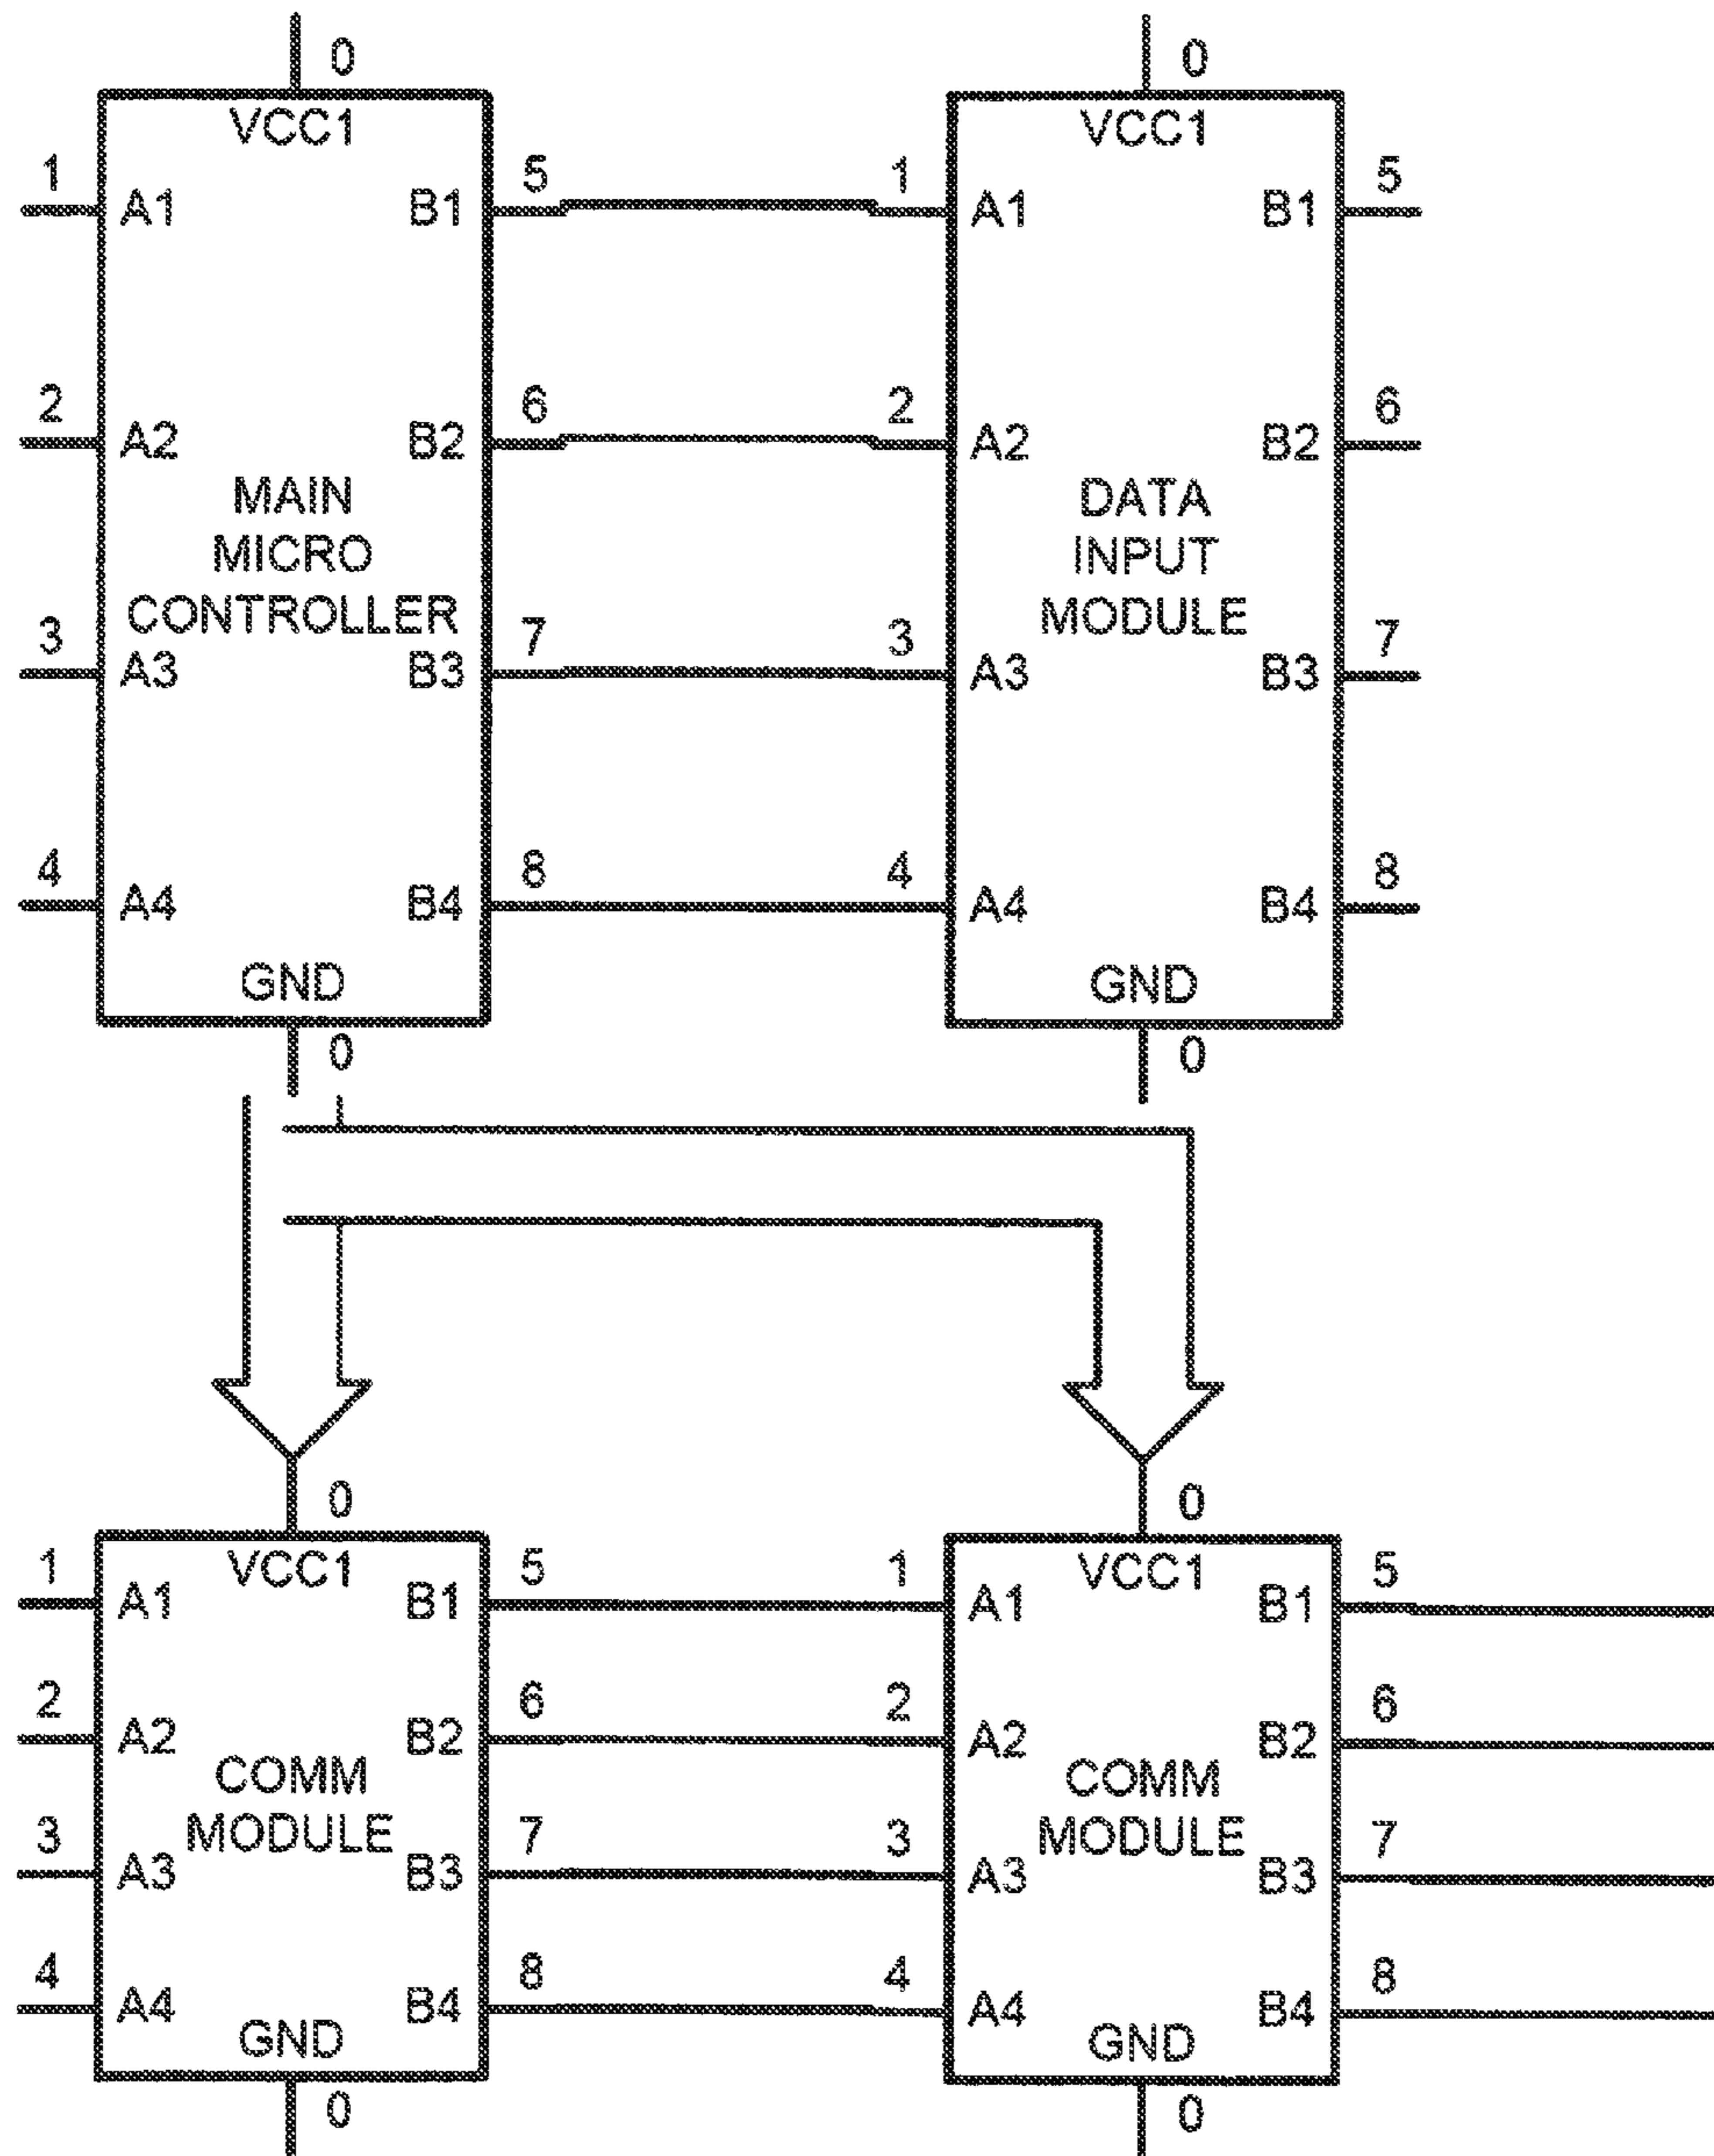 0 0
VCC1 VCC1
1 5 1 5
A1 B1 A1 B1
2 6 2 6
A2 B2 A2 B2
MAIN DATA
MICRO INPUT
CONTROLLER MODULE
3 7 3 7
A3 B3 A3 B3
4 8 4 8
A4 B4 A4 B4
GND GND
0 0
0 0
VCC1 VCC1
1 5 1 5
A1 B1 A1 B1
2 6 2 6
A2 B2 A2 B2
COMM COMM
MODULE MODULE
3 7 3 7
A3 B3 A3 B3
4 8 4 8
A4 B4 A4 B4
GND GND
0 0